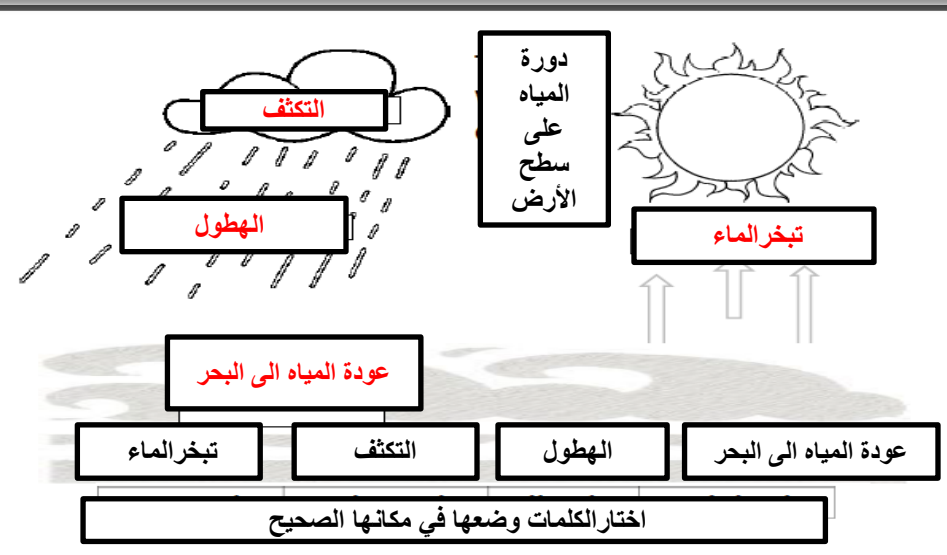 دورة
المياه
على
سطح
الأرض
التكثف
الهطول
تبخرالماء
عودة المياه الى البحر
عودة المياه الى البحر
الهطول
التكثف
تبخرالماء
اختارالكلمات وضعها في مكانها الصحيح